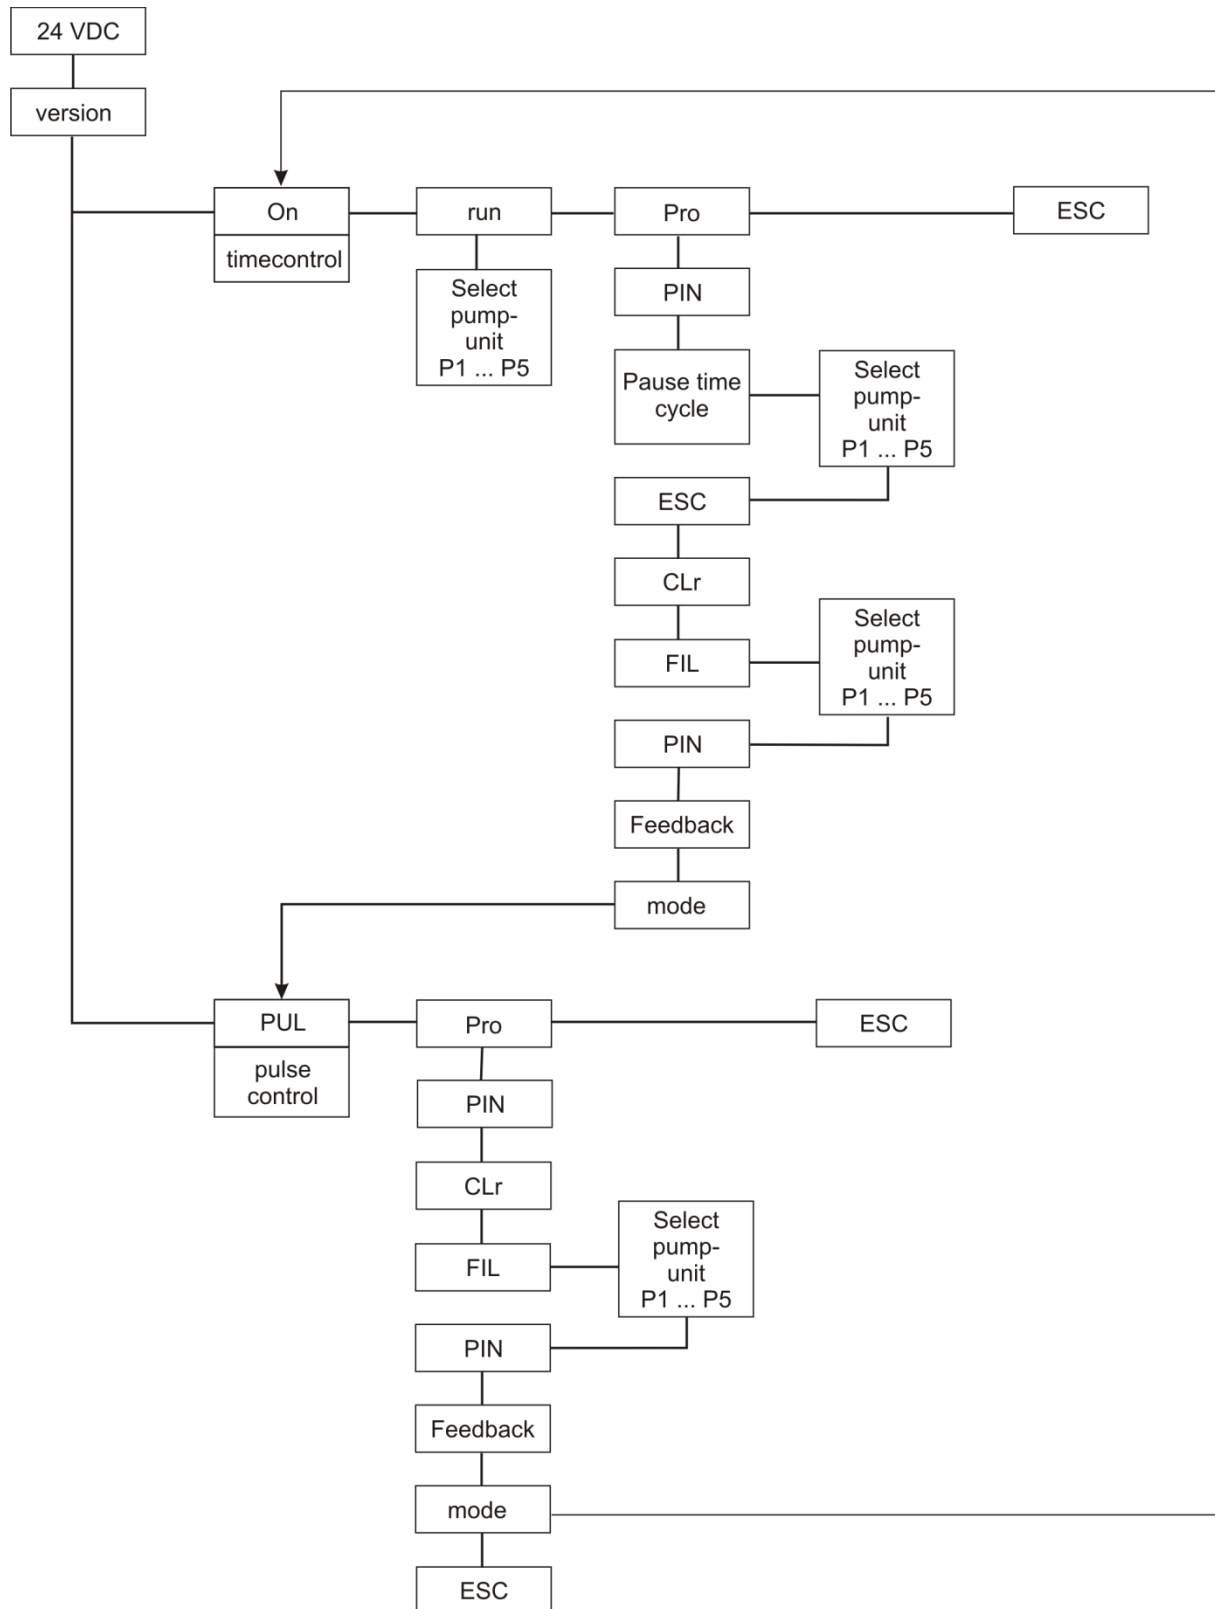 24 VDC
version
On
run
Pro
ESC
timecontrol
Select
pump-
unit
P1 ... P5
PIN
Pause time
cycle
Select
pump-
unit
P1 ... P5
ESC
CLr
FIL
Select
pump-
unit
P1 ... P5
PIN
Feedback
mode
PUL
Pro
ESC
pulse
control
PIN
CLr
FIL
Select
pump-
unit
P1 ... P5
PIN
Feedback
mode
ESC